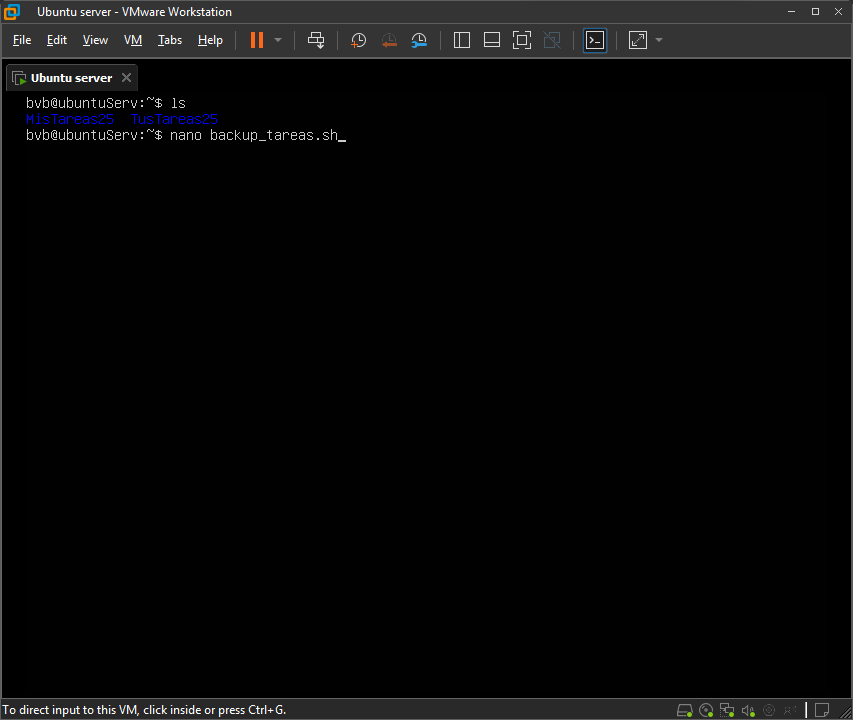 Ubuntu server - VMware Workstation
File Edit View VM Tabs Help
Ubuntu server
bvb@ubuntuServ:~$ ls
MisTareas25 TusTareas25
bvb@ubuntuServ:~$ nano backup_tareas.sh_
To direct input to this VM, click inside or press Ctrl+G.